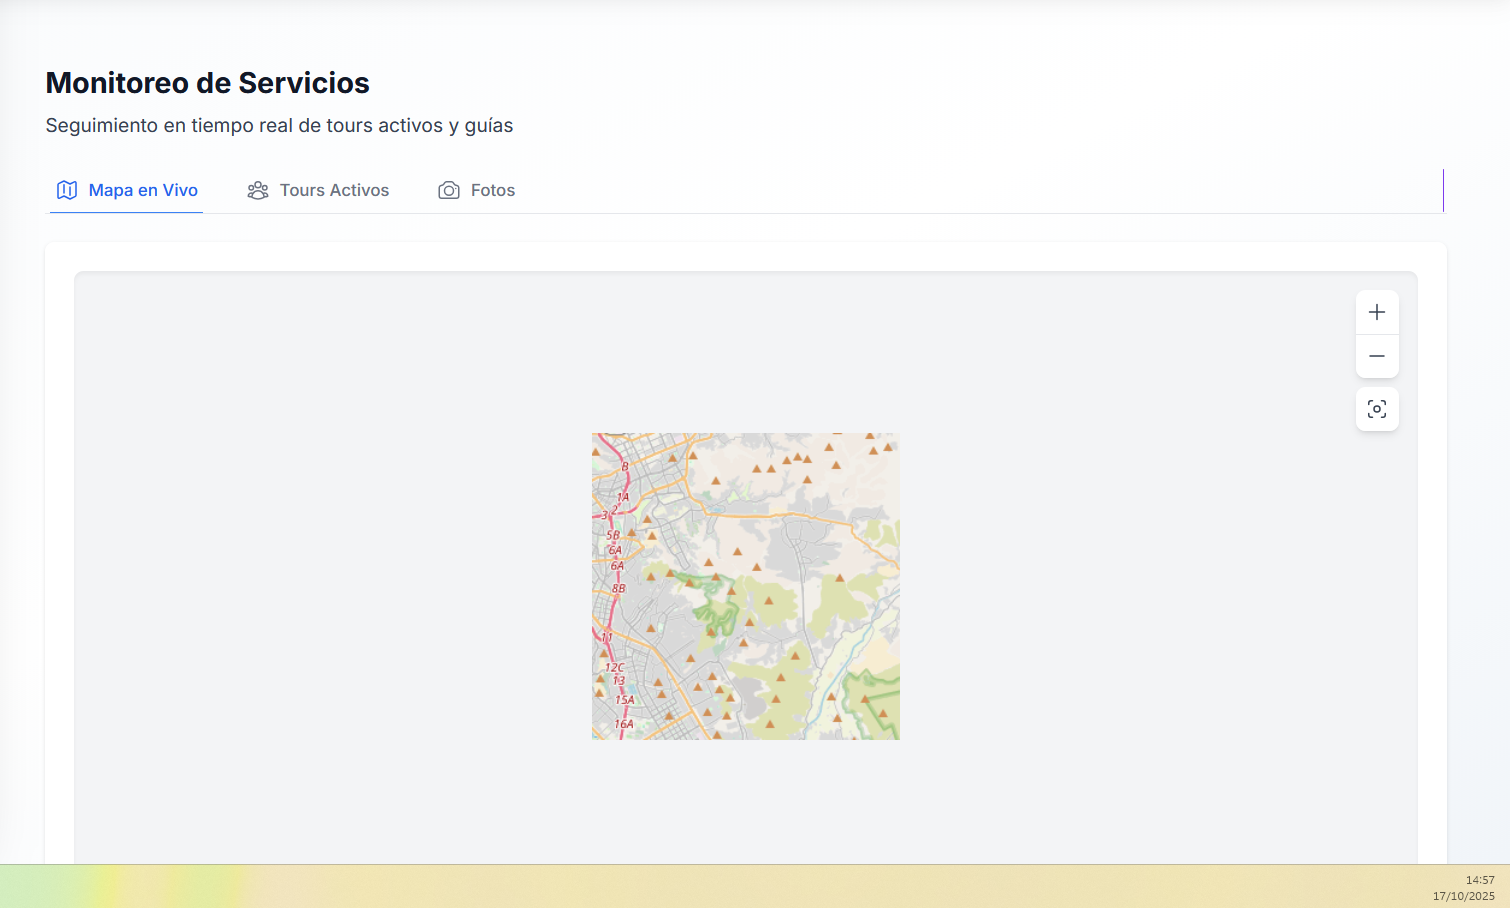 Monitoreo de Servicios
Seguimiento en tiempo real de tours activos y guías
Mapa en Vivo
Tours Activos
Fotos
B
1A
2
3
5B
6A
6A
8B
11
12C
13
15A
16A
14:57
17/10/2025